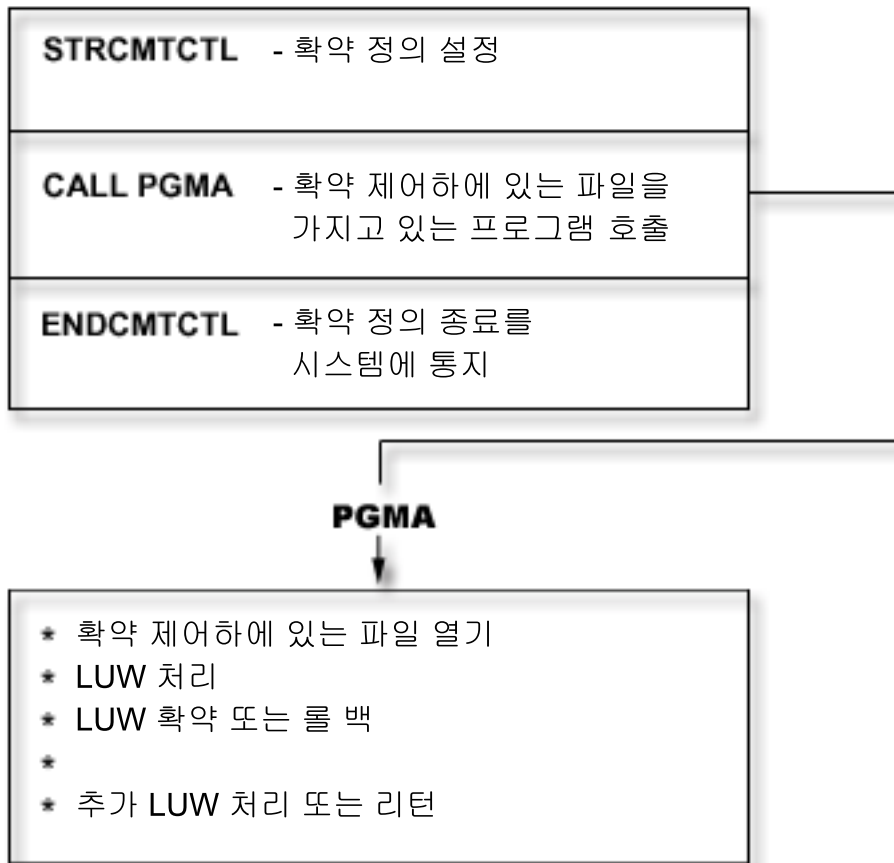 STRCMTCTL - 확약 정의 설정
CALL PGMA - 확약 제어하에 있는 파일을
가지고 있는 프로그램 호출
ENDCMTCTL - 확약 정의 종료를
시스템에 통지
PGMA
* 확약 제어하에 있는 파일 열기
* LUW 처리
* LUW 확약 또는 롤 백
*
* 추가 LUW 처리 또는 리턴